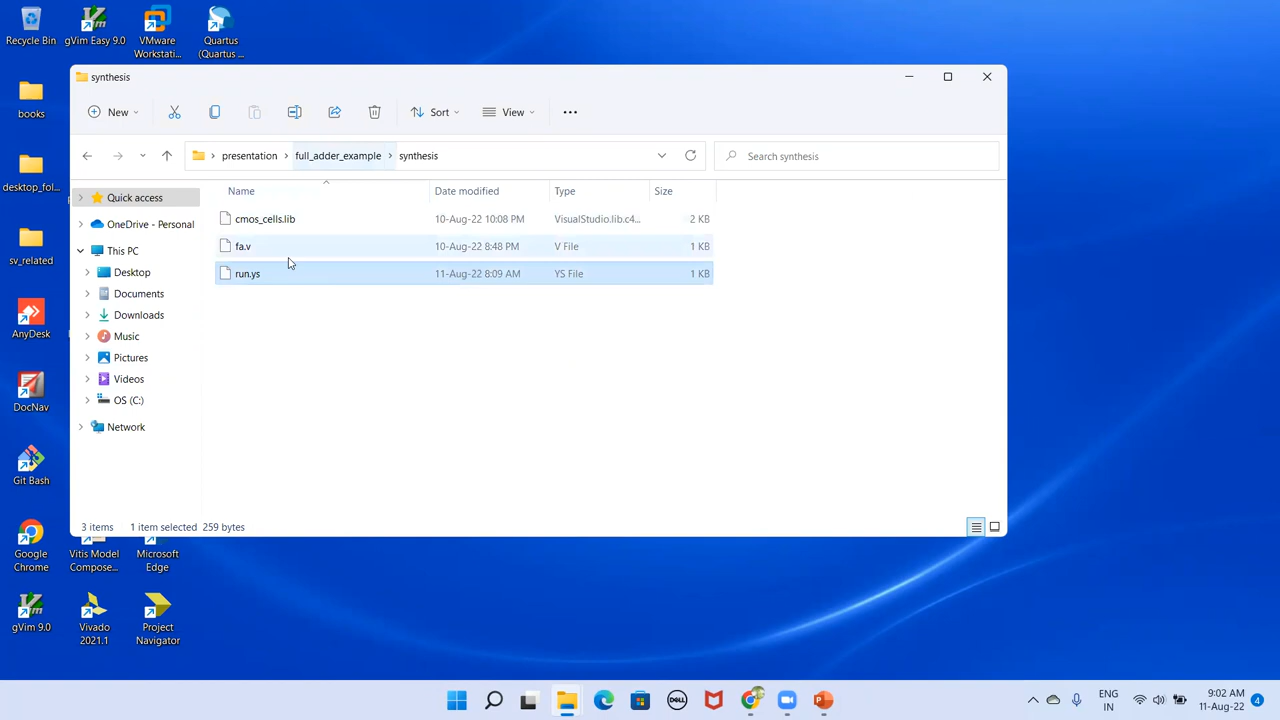 Recycle Bin
gVim Easy 9.0
VMware
Workstati...
Quartus
(Quartus ...
books
desktop_fol...
sv_related
AnyDesk
DocNav
Git Bash
Google
Chrome
Vitis Model
Compose...
Microsoft
Edge
gVim 9.0
Vivado
2021.1
Project
Navigator
synthesis
New
Sort
View
presentation > full_adder_example > synthesis
Search synthesis
Quick access
OneDrive - Personal
This PC
Desktop
Documents
Downloads
Music
Pictures
Videos
OS (C:)
Network
Name Date modified Type Size
cmos_cells.lib 10-Aug-22 10:08 PM VisualStudio.lib.c4... 2 KB
fa.v 10-Aug-22 8:48 PM V File 1 KB
run.ys 11-Aug-22 8:09 AM YS File 1 KB
3 items 1 item selected 259 bytes
DELL
ENG
IN
9:02 AM
11-Aug-22
4